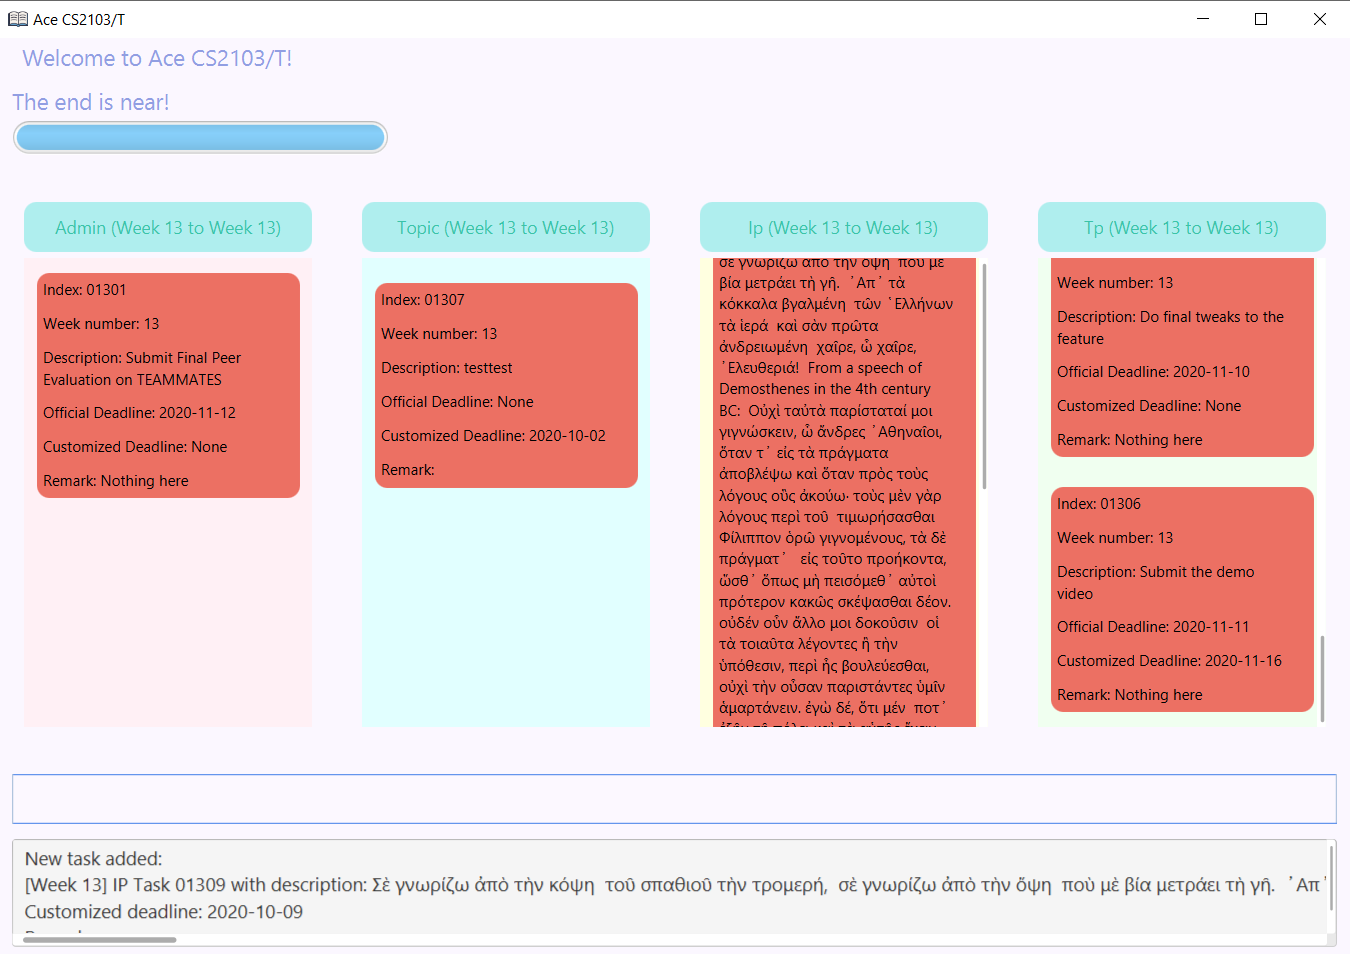 Ace CS2103/T
Welcome to Ace CS2103/T!
The end is near!
Admin (Week 13 to Week 13)
Index: 01301
Week number: 13
Description: Submit Final Peer
Evaluation on TEAMMATES
Official Deadline: 2020-11-12
Customized Deadline: None
Remark: Nothing here
Topic (Week 13 to Week 13)
Index: 01307
Week number: 13
Description: testtest
Official Deadline: None
Customized Deadline: 2020-10-02
Remark:
Ip (Week 13 to Week 13)
σὲ γνωρίζω ἀπὸ τὴν ὄψη  ποὺ μὲ
βία μετράει τὴ γῆ.  ᾿Απ᾿ τὰ
κόκκαλα βγαλμένη  τῶν ῾Ελλήνων
τὰ ἱερά  καὶ σὰν πρῶτα
ἀνδρειωμένη  χαῖρε, ὦ χαῖρε,
᾿Ελευθεριά!  From a speech of
Demosthenes in the 4th century
BC:  Οὐχὶ ταὐτὰ παρίσταταί μοι
γιγνώσκειν, ὦ ἄνδρες ᾿Αθηναῖοι,
ὅταν τ᾿ εἰς τὰ πράγματα
ἀποβλέψω καὶ ὅταν πρὸς τοὺς
λόγους οὓς ἀκούω· τοὺς μὲν γὰρ
λόγους περὶ τοῦ  τιμωρήσασθαι
Φίλιππον ὁρῶ γιγνομένους, τὰ δὲ
πράγματ᾿   εἰς τοῦτο προήκοντα,
ὥσθ᾿ ὅπως μὴ πεισόμεθ᾿ αὐτοὶ
πρότερον κακῶς σκέψασθαι δέον.
οὐδέν οὖν ἄλλο μοι δοκοῦσιν  οἱ
τὰ τοιαῦτα λέγοντες ἢ τὴν
ὑπόθεσιν, περὶ ἧς βουλεύεσθαι,
οὐχὶ τὴν οὖσαν παριστάντες ὑμῖν
ἁμαρτάνειν. ἐγὼ δέ, ὅτι μέν  ποτ᾿
Tp (Week 13 to Week 13)
Week number: 13
Description: Do final tweaks to the
feature
Official Deadline: 2020-11-10
Customized Deadline: None
Remark: Nothing here
Index: 01306
Week number: 13
Description: Submit the demo
video
Official Deadline: 2020-11-11
Customized Deadline: 2020-11-16
Remark: Nothing here
New task added:
[Week 13] IP Task 01309 with description: Σὲ γνωρίζω ἀπὸ τὴν κόψη  τοῦ σπαθιοῦ τὴν τρομερή,  σὲ γνωρίζω ἀπὸ τὴν ὄψη  ποὺ μὲ βία μετράει τὴ γῆ.  ᾿Απ᾿
Customized deadline: 2020-10-09